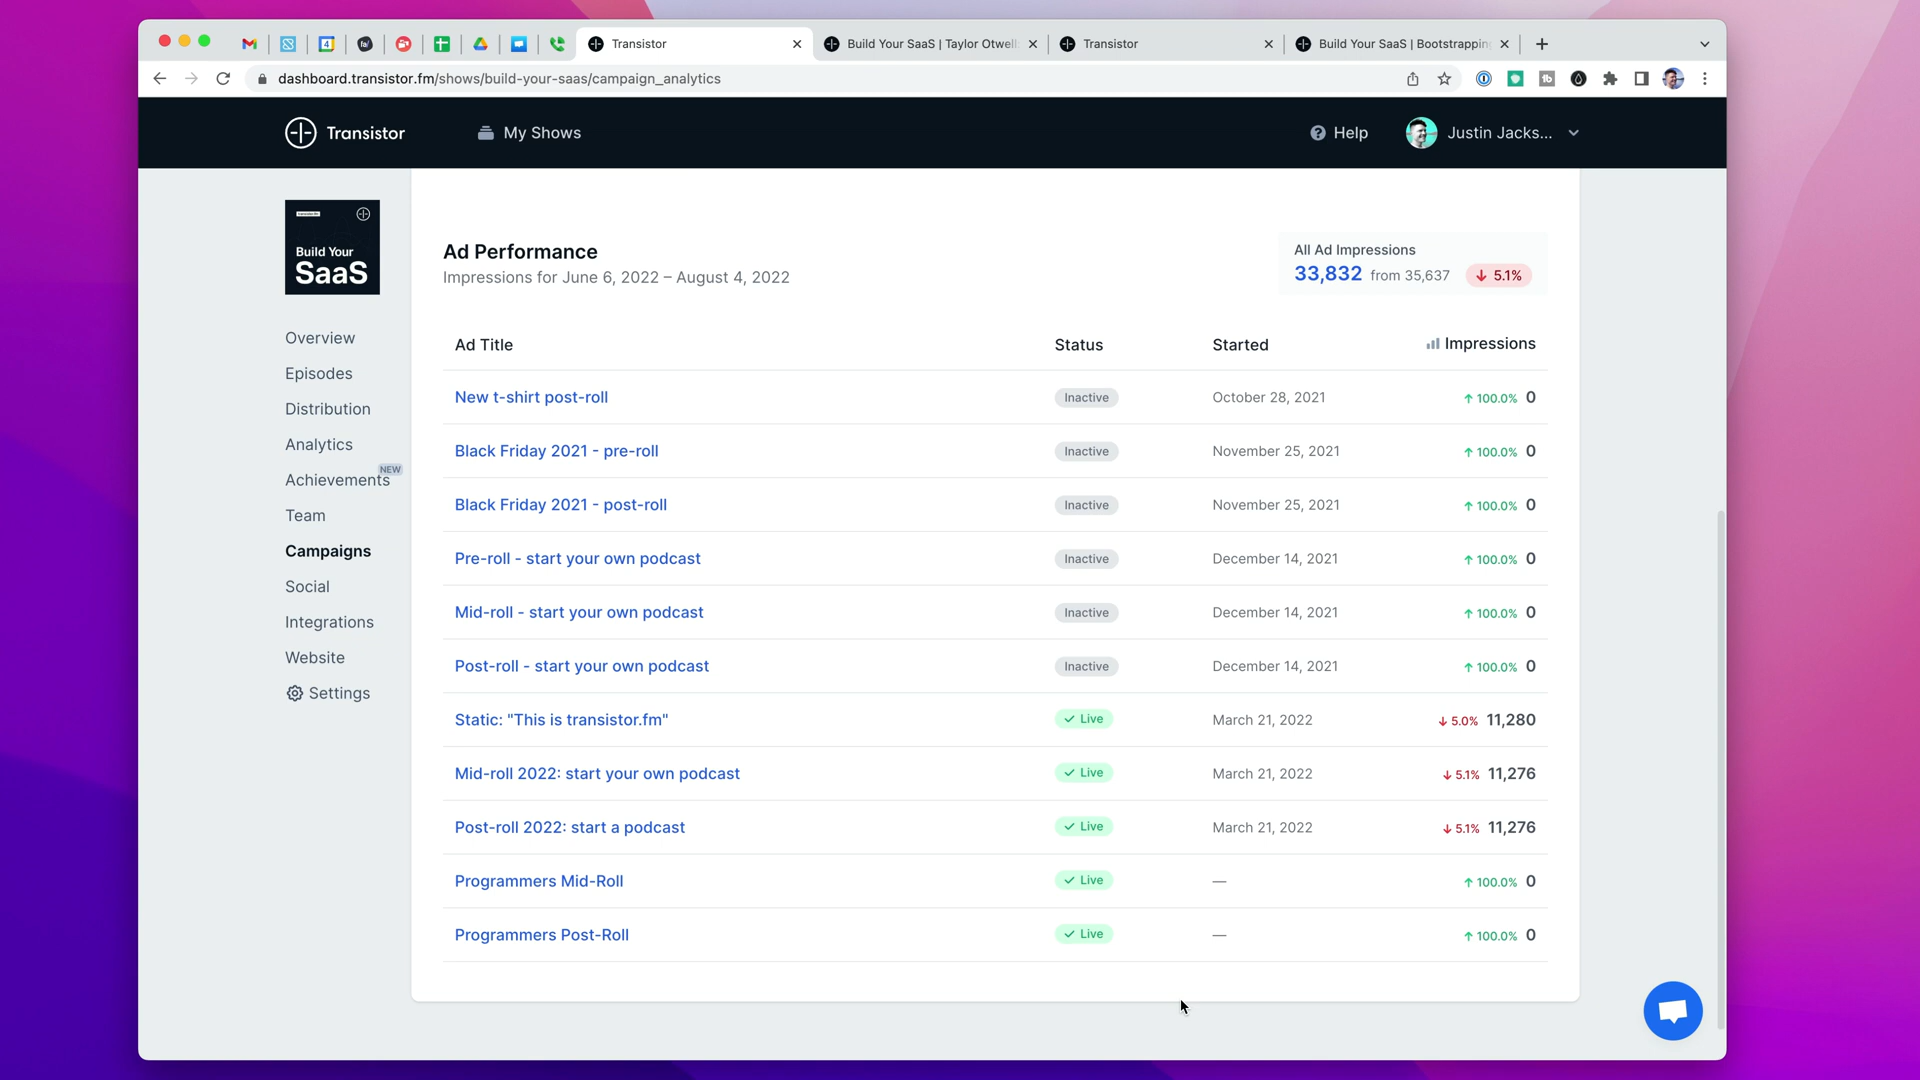 Transistor
Build Your SaaS | Taylor Otwell
Transistor
Build Your SaaS | Bootstrapping
dashboard.transistor.fm/shows/build-your-saas/campaign_analytics
Transistor
My Shows
Help
Justin Jacks...
Build Your
SaaS
Overview
Episodes
Distribution
Analytics
Achievements NEW
Team
Campaigns
Social
Integrations
Website
Settings
Ad Performance
Impressions for June 6, 2022 – August 4, 2022
All Ad Impressions
33,832 from 35,637 ↓ 5.1%
Ad Title Status Started Impressions
New t-shirt post-roll Inactive October 28, 2021 ↑ 100.0% 0
Black Friday 2021 - pre-roll Inactive November 25, 2021 ↑ 100.0% 0
Black Friday 2021 - post-roll Inactive November 25, 2021 ↑ 100.0% 0
Pre-roll - start your own podcast Inactive December 14, 2021 ↑ 100.0% 0
Mid-roll - start your own podcast Inactive December 14, 2021 ↑ 100.0% 0
Post-roll - start your own podcast Inactive December 14, 2021 ↑ 100.0% 0
Static: "This is transistor.fm" ✓ Live March 21, 2022 ↓ 5.0% 11,280
Mid-roll 2022: start your own podcast ✓ Live March 21, 2022 ↓ 5.1% 11,276
Post-roll 2022: start a podcast ✓ Live March 21, 2022 ↓ 5.1% 11,276
Programmers Mid-Roll ✓ Live — ↑ 100.0% 0
Programmers Post-Roll ✓ Live — ↑ 100.0% 0